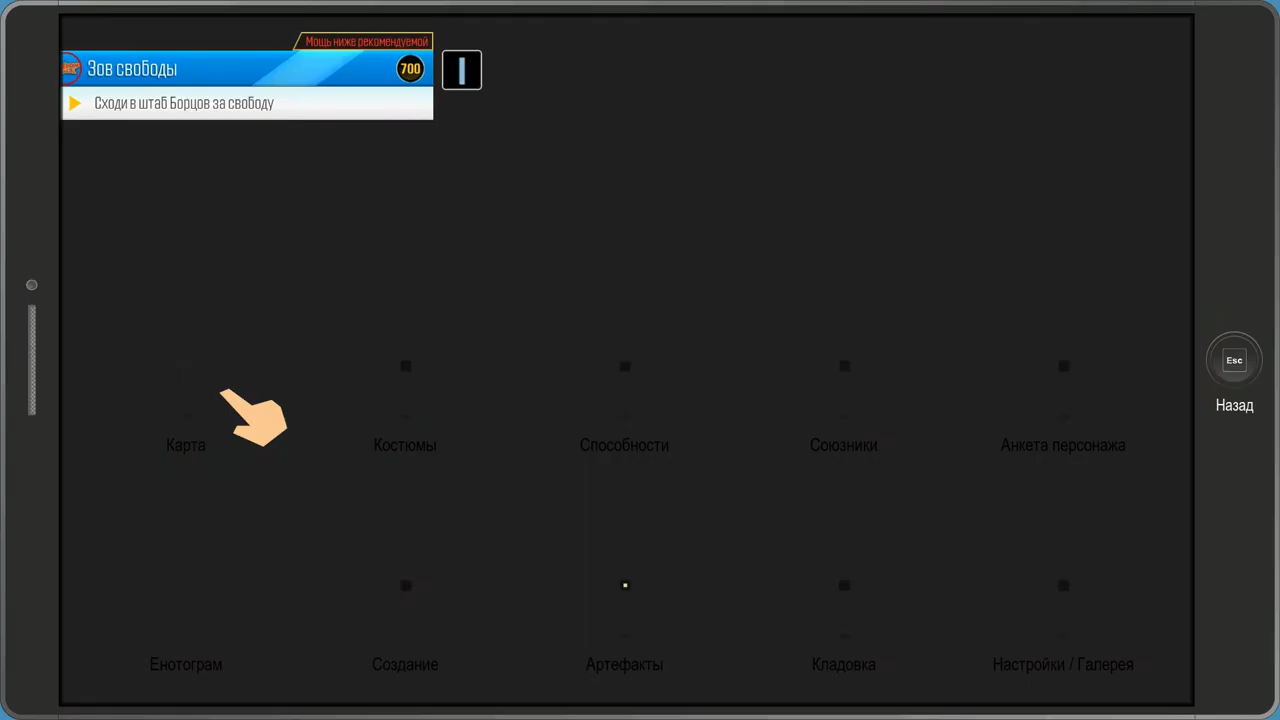 Мощь ниже рекомендуемой
Зов свободы
700
Сходи в штаб Борцов за свободу
Esc
Назад
Карта
Костюмы
Способности
Союзники
Анкета персонажа
Енотограм
Создание
Артефакты
Кладовка
Настройки / Галерея